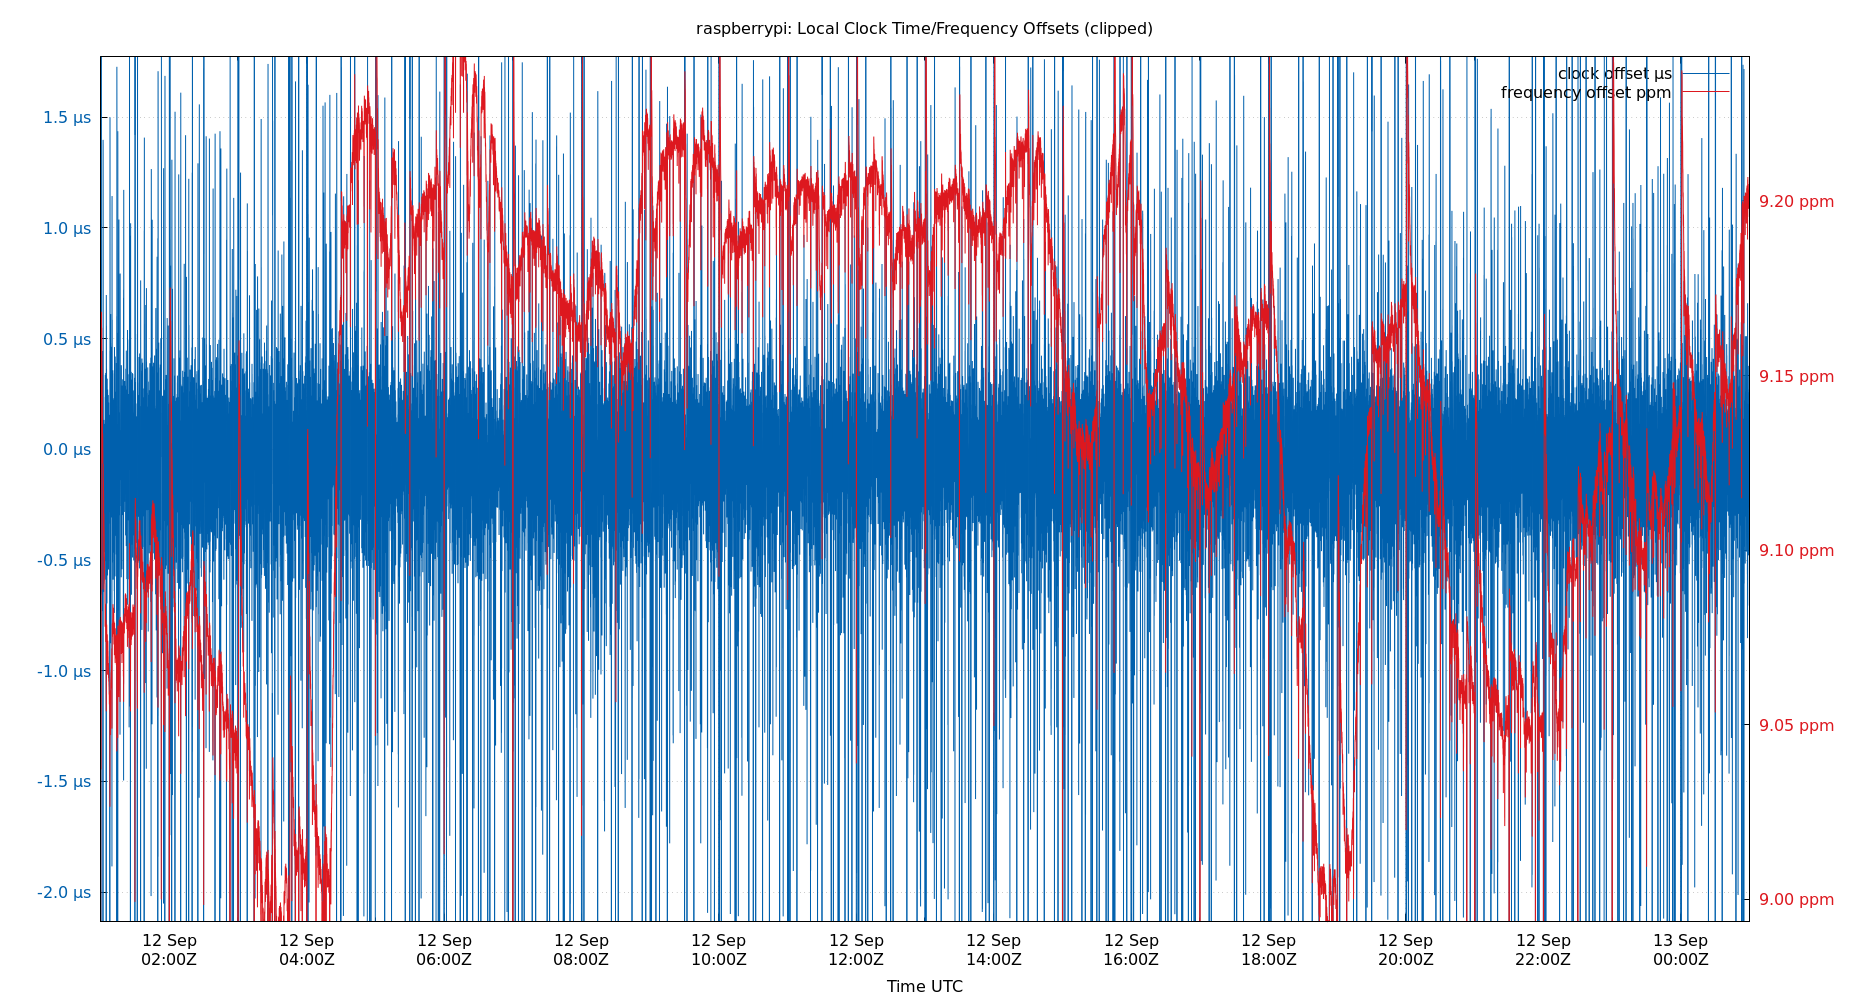 raspberrypi: Local Clock Time/Frequency Offsets (clipped)
clock offset µs
frequency offset ppm
1.5 µs
1.0 µs
0.5 µs
0.0 µs
-0.5 µs
-1.0 µs
-1.5 µs
-2.0 µs
9.20 ppm
9.15 ppm
9.10 ppm
9.05 ppm
9.00 ppm
12 Sep 12 Sep 12 Sep 12 Sep 12 Sep 12 Sep 12 Sep 12 Sep 12 Sep 12 Sep 12 Sep 13 Sep
02:00Z 04:00Z 06:00Z 08:00Z 10:00Z 12:00Z 14:00Z 16:00Z 18:00Z 20:00Z 22:00Z 00:00Z
Time UTC